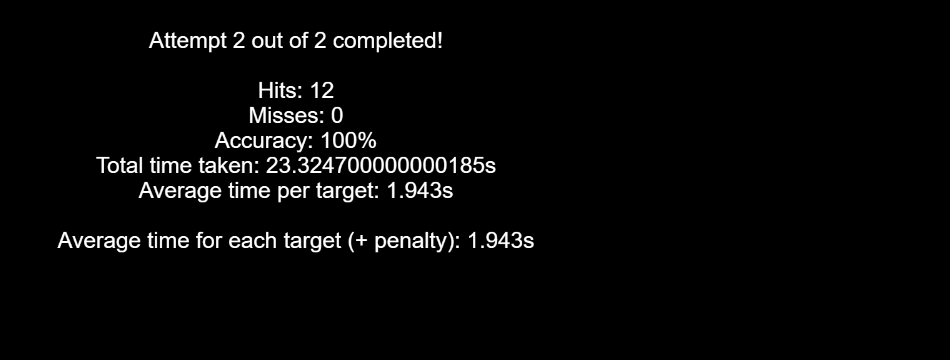 Attempt 2 out of 2 completed!
Hits: 12
Misses: 0
Accuracy: 100%
Total time taken: 23.324700000000185s
Average time per target: 1.943s
Average time for each target (+ penalty): 1.943s